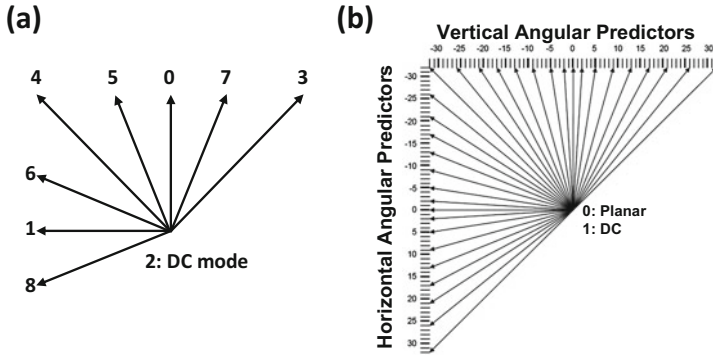 (a)
4 5 0 7 3
6
1
8
2: DC mode
(b)
Vertical Angular Predictors
-30 -25 -20 -15 -10 -5 0 5 10 15 20 25 30
Horizontal Angular Predictors
-30
-25
-20
-15
-10
-5
0
5
10
15
20
25
30
0: Planar
1: DC